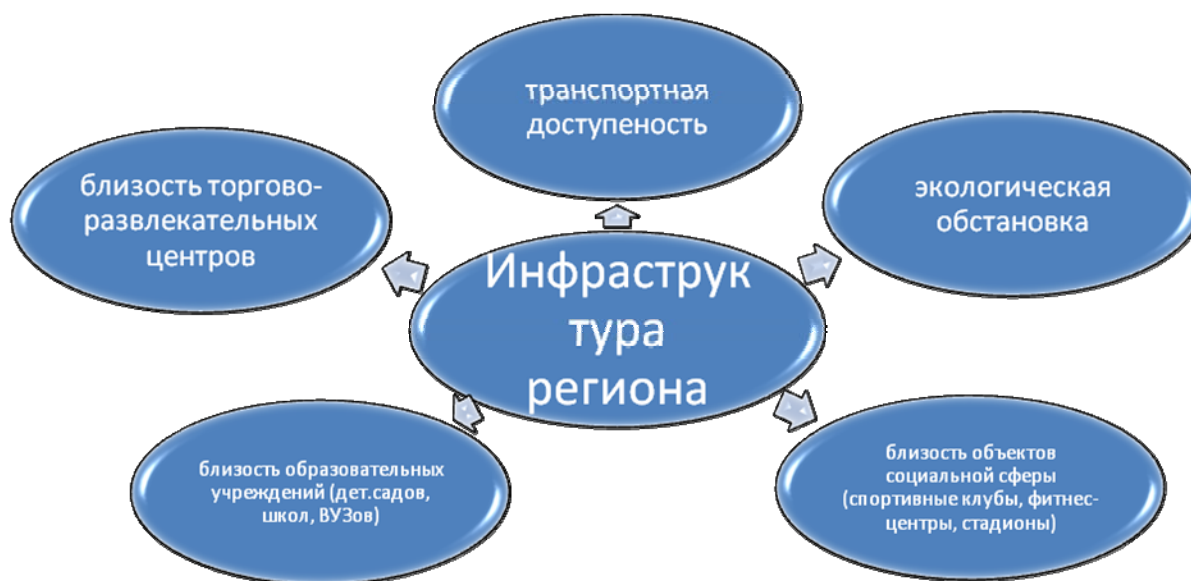 транспортная
доступеность
близость торгово-
развлекательных
центров
экологическая
обстановка
Инфраструк
тура
региона
близость образовательных
учреждений (дет.садов,
школ, ВУЗов)
близость объектов
социальной сферы
(спортивные клубы, фитнес-
центры, стадионы)